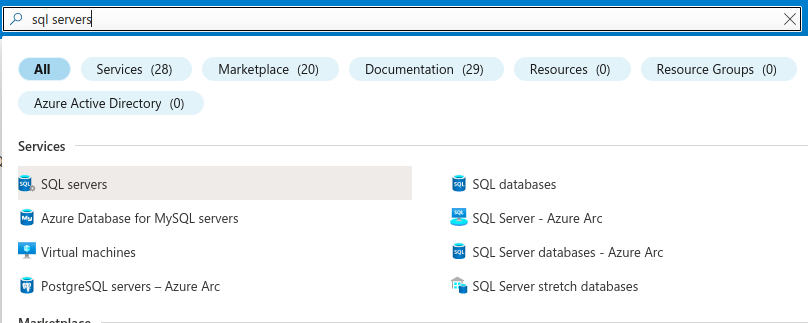 sql servers
All Services (28) Marketplace (20) Documentation (29) Resources (0) Resource Groups (0)
Azure Active Directory (0)
Services
SQL servers
SQL databases
Azure Database for MySQL servers
SQL Server - Azure Arc
Virtual machines
SQL Server databases - Azure Arc
PostgreSQL servers – Azure Arc
SQL Server stretch databases
Marketplace